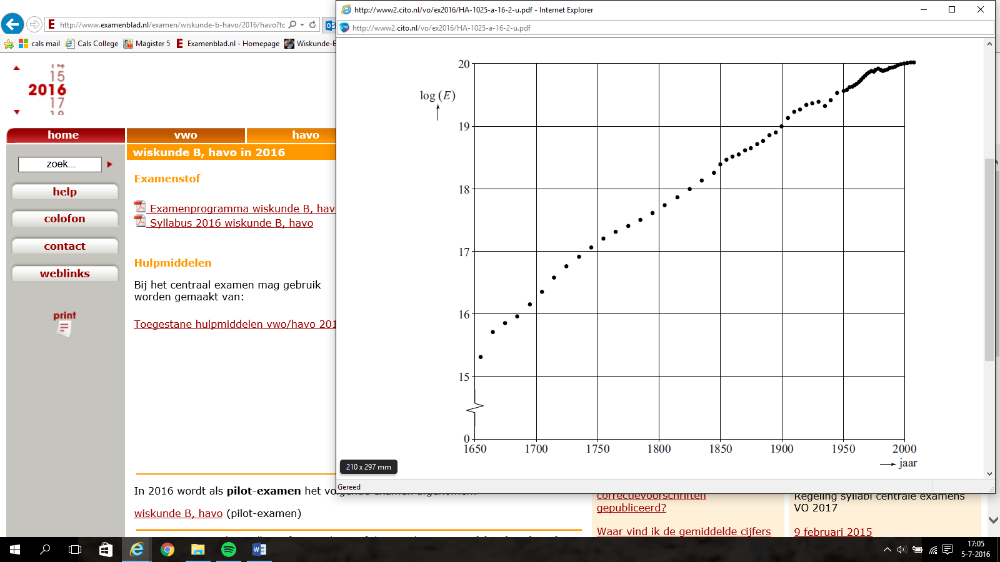 http://www2.cito.nl/vo/ex2016/HA-1025-a-16-2-u.pdf - Internet Explorer
http://www.examenblad.nl/examen/wiskunde-b-havo/2016/havo?tc
http://www2.cito.nl/vo/ex2016/HA-1025-a-16-2-u.pdf
cals mail
Cals College
Magister 5
Examenblad.nl - Homepage
Wiskunde-E
15
2016
17
home
vwo
havo
wiskunde B, havo in 2016
zoek...
help
colofon
contact
weblinks
print
Examenstof
Examenprogramma wiskunde B, hav
Syllabus 2016 wiskunde B, havo
Hulpmiddelen
Bij het centraal examen mag gebruik
worden gemaakt van:
Toegestane hulpmiddelen vwo/havo 201
20
log (E)
19
18
17
16
15
0
1650
1700
1750
1800
1850
1900
1950
2000
jaar
210 x 297 mm
Gereed
In 2016 wordt als pilot-examen het vo
wiskunde B, havo (pilot-examen)
correctievoorschriften
gepubliceerd?
Waar vind ik de gemiddelde cijfers
Regeling syllabi centrale examens
VO 2017
9 februari 2015
17:05
5-7-2016